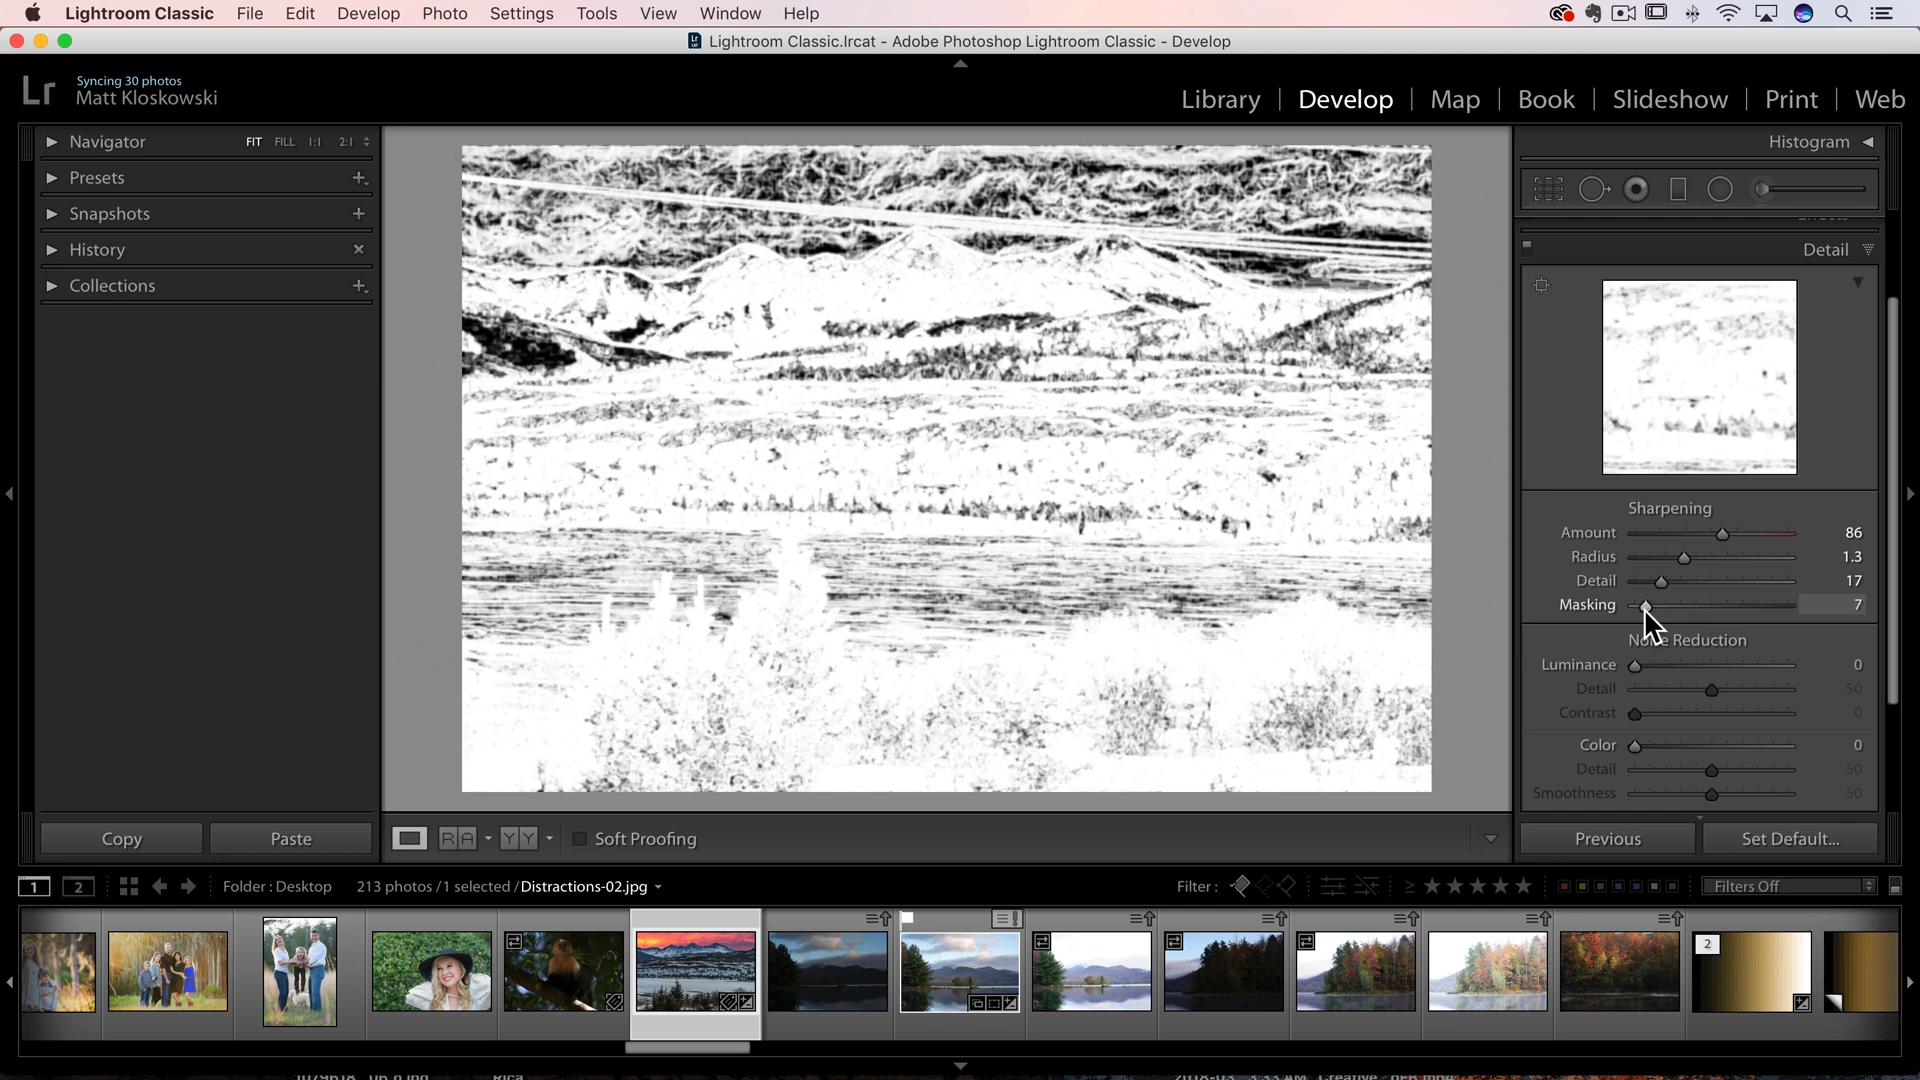 Lightroom Classic File Edit Develop Photo Settings Tools View Window Help
Lr Lightroom Classic.lrcat - Adobe Photoshop Lightroom Classic - Develop
Lr Syncing 30 photos
Matt Kloskowski
Library | Develop | Map | Book | Slideshow | Print | Web
Navigator FIT FILL 1:1 2:1
Presets
Snapshots
History
Collections
Histogram
Effects
Detail
Sharpening
Amount 86
Radius 1.3
Detail 17
Masking 7
Noise Reduction
Luminance 0
Detail 50
Contrast 0
Color 0
Detail 50
Smoothness 50
Copy Paste
R A Y Y Soft Proofing
Previous Set Default...
1 2 Folder : Desktop 213 photos / 1 selected / Distractions-02.jpg
Filter : ≥ Filters Off
2